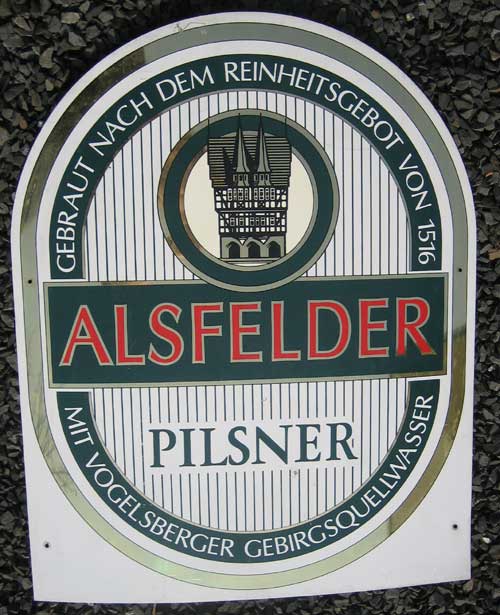 GEBRAUT NACH DEM REINHEITSGEBOT VON 1516
ALSFELDER
PILSNER
MIT VOGELSBERGER GEBIRGSQUELLWASSER